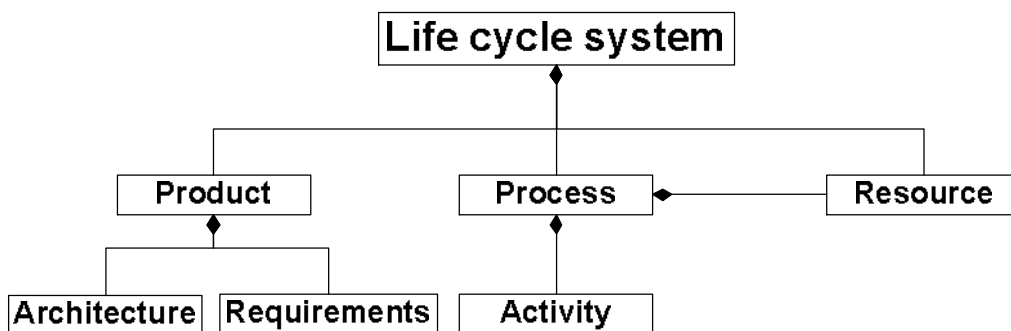 Life cycle system
Product
Process
Resource
Architecture
Requirements
Activity